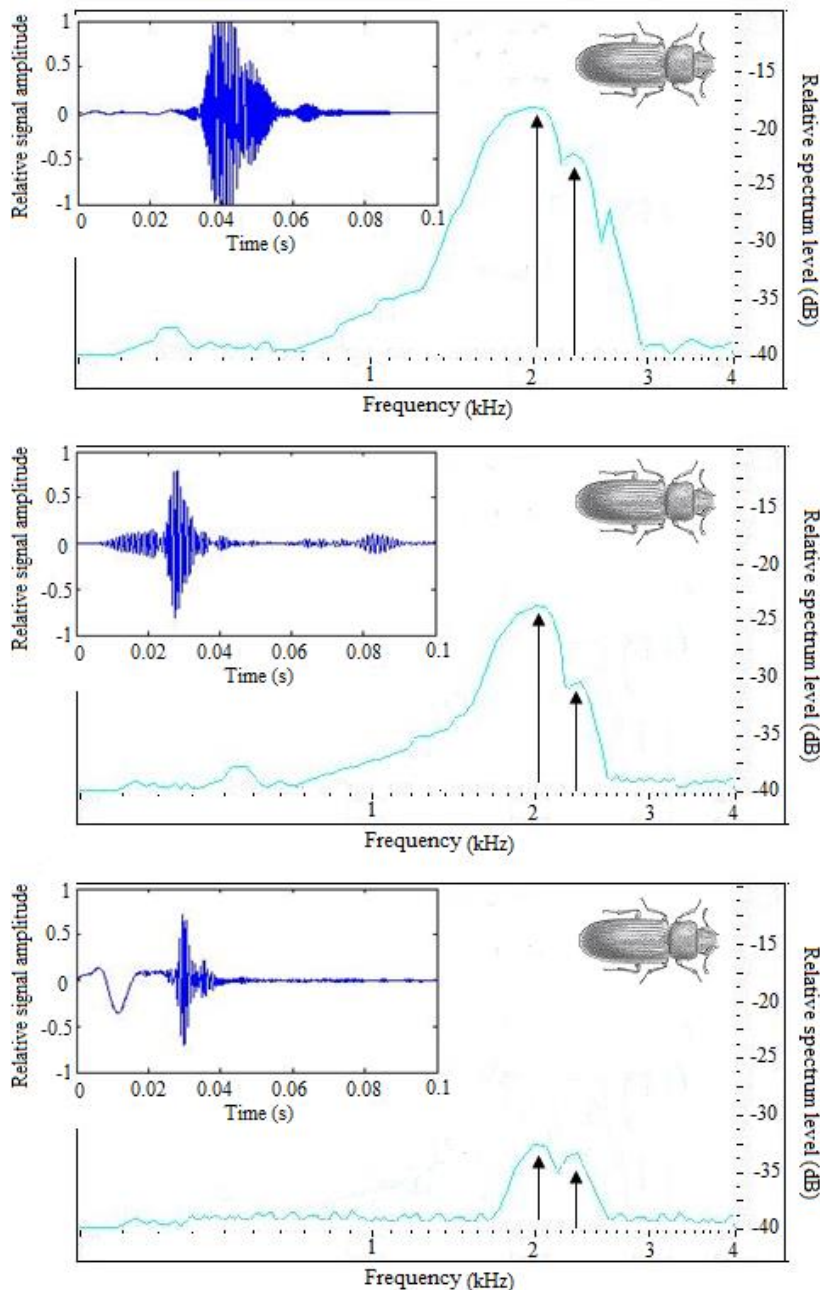 Relative signal amplitude
1
0.5
0
-0.5
-1
0 0.02 0.04 0.06 0.08 0.1
Time (s)
-15
-20
-25
-30
-35
-40
Relative spectrum level (dB)
1 2 3 4
Frequency (kHz)
Relative signal amplitude
1
0.5
0
-0.5
-1
0 0.02 0.04 0.06 0.08 0.1
Time (s)
-15
-20
-25
-30
-35
-40
Relative spectrum level (dB)
1 2 3 4
Frequency (kHz)
Relative signal amplitude
1
0.5
0
-0.5
-1
0 0.02 0.04 0.06 0.08 0.1
Time (s)
-15
-20
-25
-30
-35
-40
Relative spectrum level (dB)
1 2 3 4
Frequency (kHz)